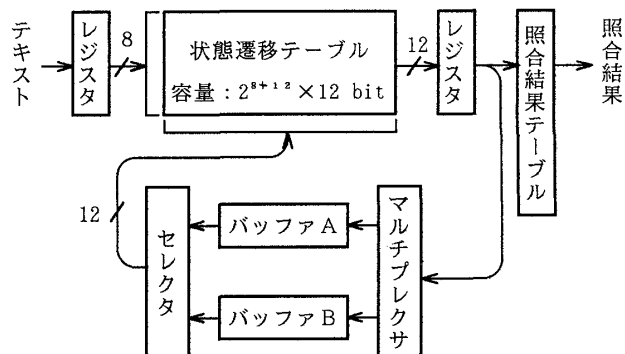 テキスト
レジスタ
8
状態遷移テーブル
容量：2⁸⁺¹²×12 bit
12
レジスタ
照合結果テーブル
照合結果
12
セレクタ
バッファA
バッファB
マルチプレクサ